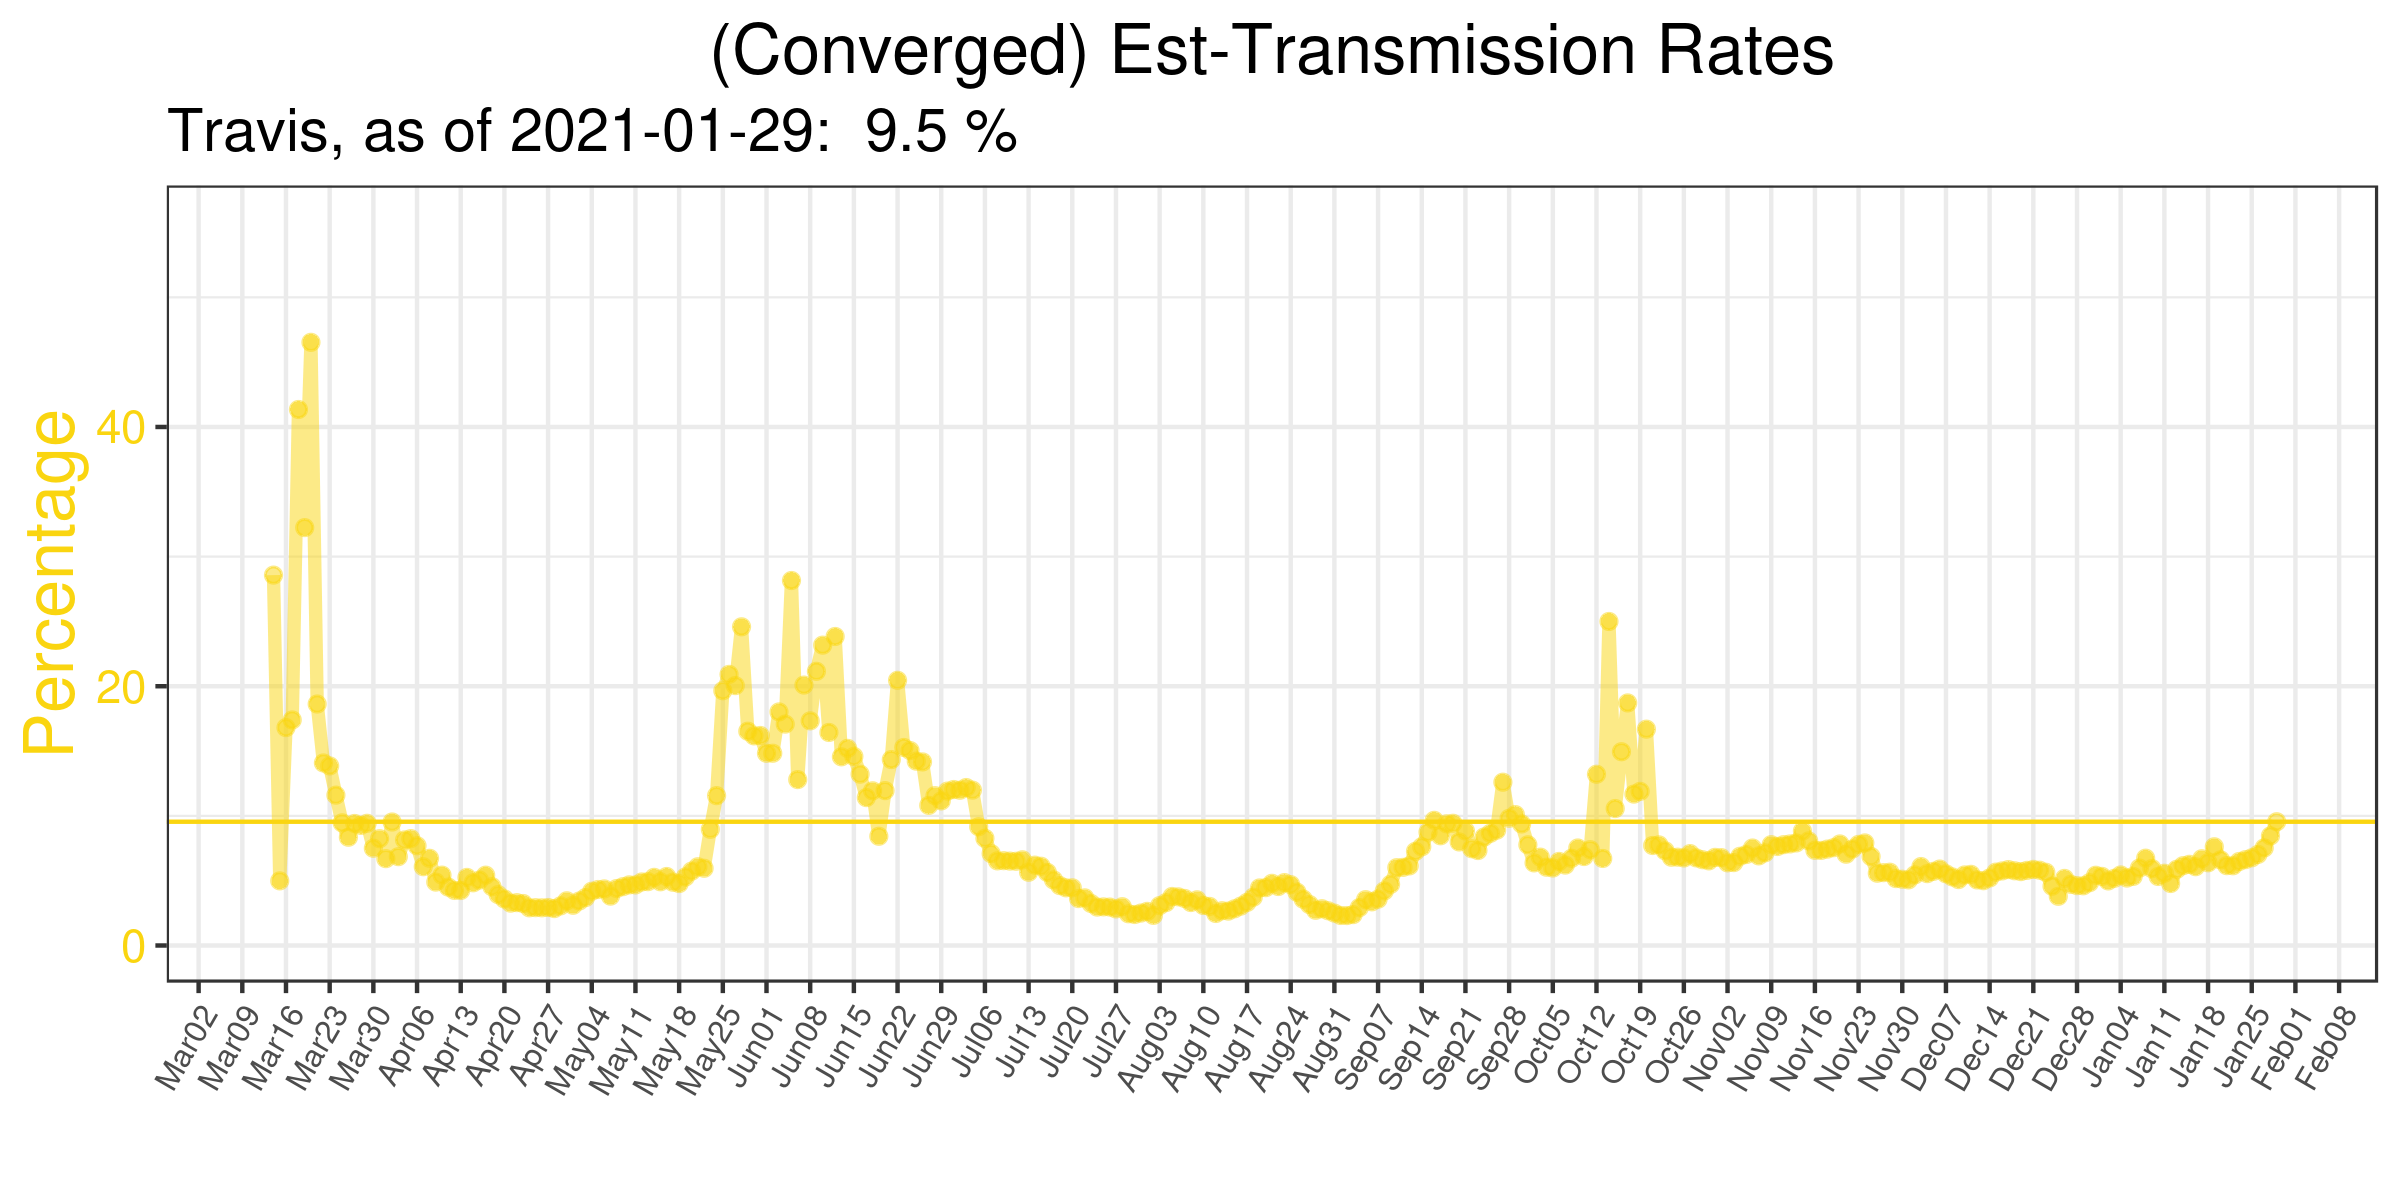 (Converged) Est-Transmission Rates
Travis, as of 2021-01-29:  9.5 %
Percentage
40
20
0
Mar02
Mar09
Mar16
Mar23
Mar30
Apr06
Apr13
Apr20
Apr27
May04
May11
May18
May25
Jun01
Jun08
Jun15
Jun22
Jun29
Jul06
Jul13
Jul20
Jul27
Aug03
Aug10
Aug17
Aug24
Aug31
Sep07
Sep14
Sep21
Sep28
Oct05
Oct12
Oct19
Oct26
Nov02
Nov09
Nov16
Nov23
Nov30
Dec07
Dec14
Dec21
Dec28
Jan04
Jan11
Jan18
Jan25
Feb01
Feb08